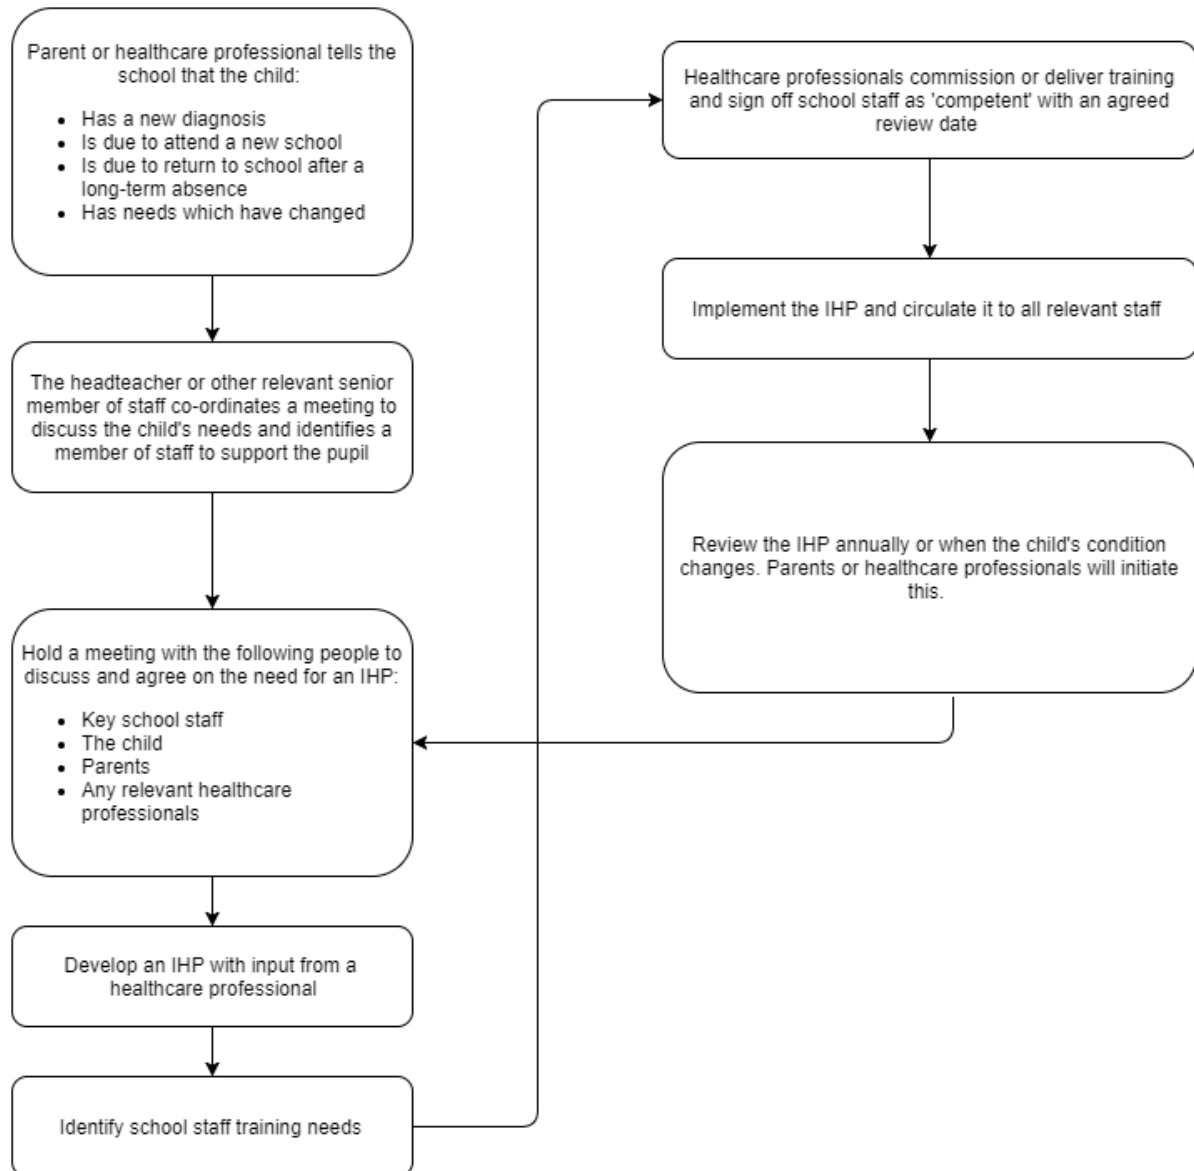 Parent or healthcare professional tells the
school that the child:
• Has a new diagnosis
• Is due to attend a new school
• Is due to return to school after a
long-term absence
• Has needs which have changed
The headteacher or other relevant senior
member of staff co-ordinates a meeting to
discuss the child's needs and identifies a
member of staff to support the pupil
Hold a meeting with the following people to
discuss and agree on the need for an IHP:
• Key school staff
• The child
• Parents
• Any relevant healthcare
professionals
Develop an IHP with input from a
healthcare professional
Identify school staff training needs
Healthcare professionals commission or deliver training
and sign off school staff as 'competent' with an agreed
review date
Implement the IHP and circulate it to all relevant staff
Review the IHP annually or when the child's condition
changes. Parents or healthcare professionals will initiate
this.